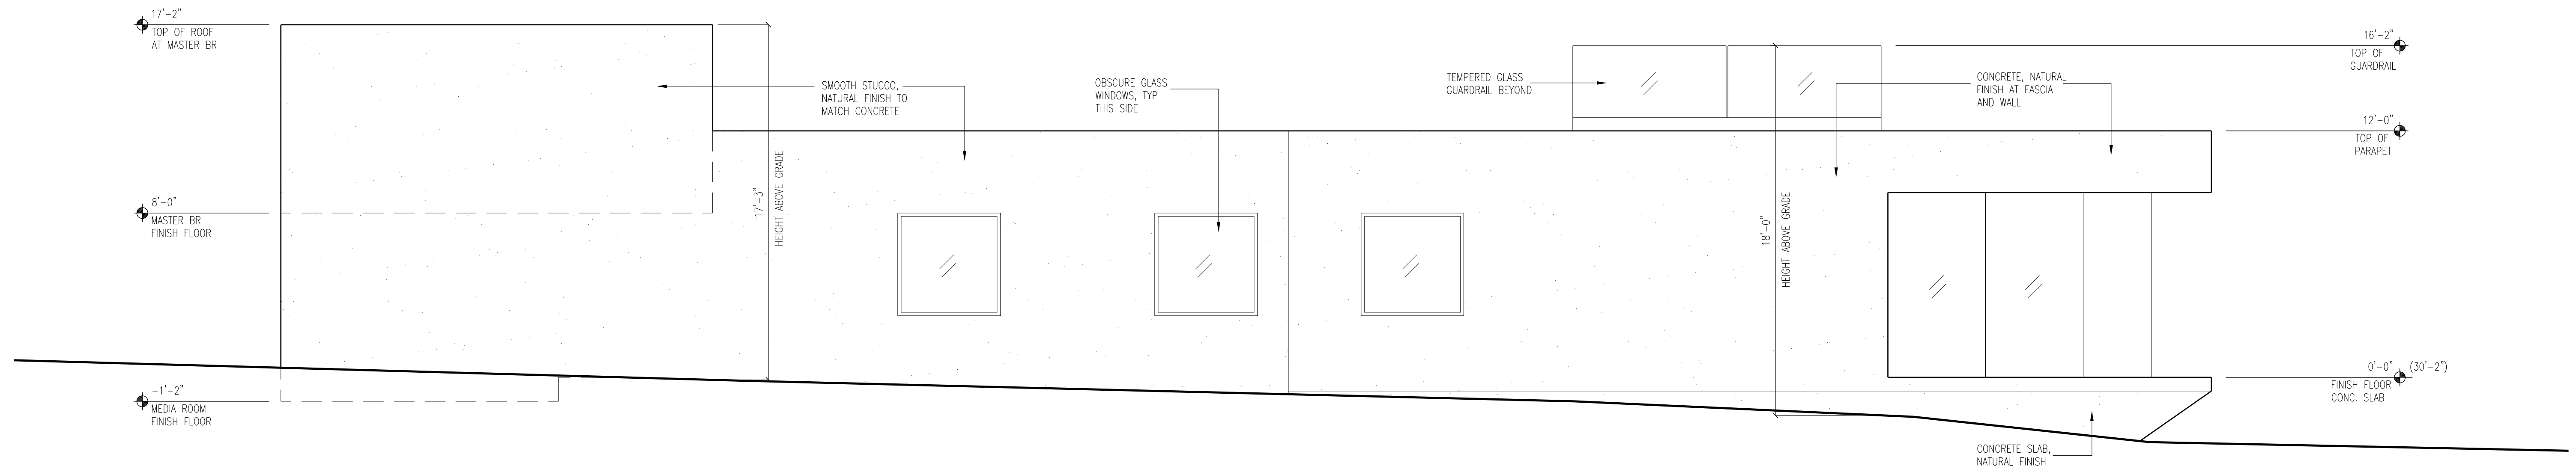 17'-2"
TOP OF ROOF
AT MASTER BR
8'-0"
MASTER BR
FINISH FLOOR
-1'-2"
MEDIA ROOM
FINISH FLOOR
17'-3"
HEIGHT ABOVE GRADE
SMOOTH STUCCO,
NATURAL FINISH TO
MATCH CONCRETE
OBSCURE GLASS
WINDOWS, TYP
THIS SIDE
TEMPERED GLASS
GUARDRAIL BEYOND
18'-0"
HEIGHT ABOVE GRADE
CONCRETE, NATURAL
FINISH AT FASCIA
AND WALL
CONCRETE SLAB,
NATURAL FINISH
16'-2"
TOP OF
GUARDRAIL
12'-0"
TOP OF
PARAPET
0'-0" (30'-2")
FINISH FLOOR
CONC. SLAB